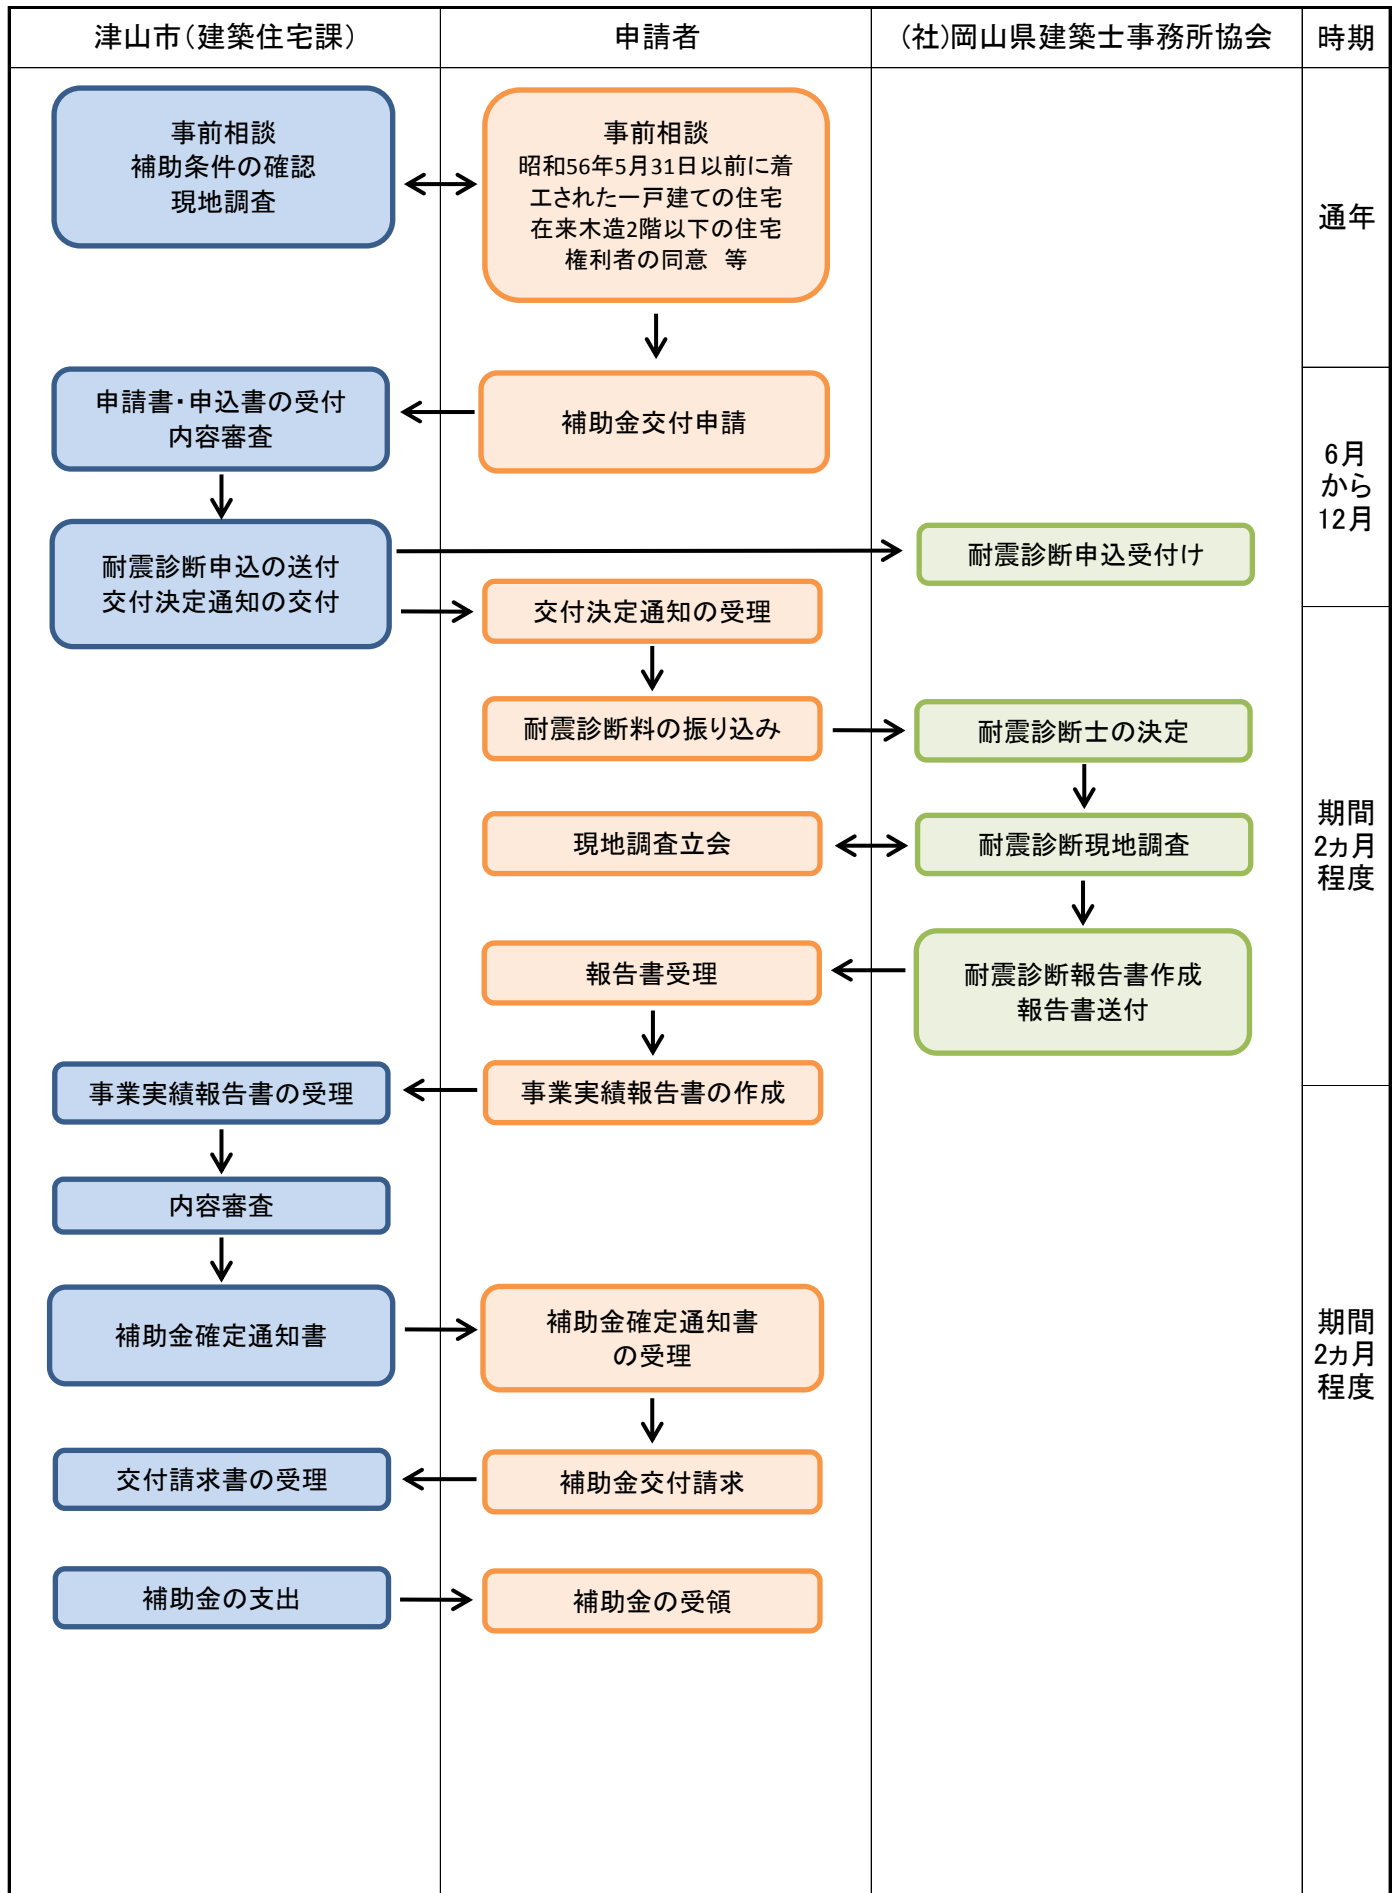 津山市(建築住宅課)
申請者
(社)岡山県建築士事務所協会
時期
事前相談
補助条件の確認
現地調査
事前相談
昭和56年5月31日以前に着
工された一戸建ての住宅
在来木造2階以下の住宅
権利者の同意 等
通年
申請書・申込書の受付
内容審査
補助金交付申請
6月
から
12月
耐震診断申込の送付
交付決定通知の交付
耐震診断申込受付け
交付決定通知の受理
耐震診断料の振り込み
耐震診断士の決定
現地調査立会
耐震診断現地調査
期間
2ヵ月
程度
報告書受理
耐震診断報告書作成
報告書送付
事業実績報告書の受理
事業実績報告書の作成
内容審査
補助金確定通知書
補助金確定通知書
の受理
期間
2ヵ月
程度
交付請求書の受理
補助金交付請求
補助金の支出
補助金の受領